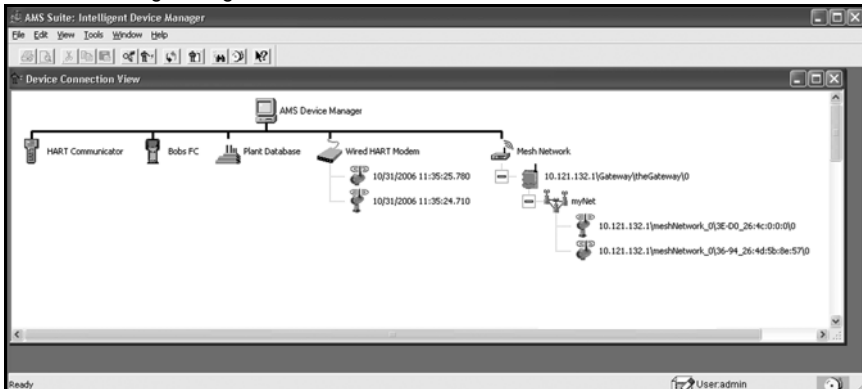 AMS Suite: Intelligent Device Manager
File Edit View Tools Window Help
Device Connection View
AMS Device Manager
HART Communicator
Bobs FC
Plant Database
Wired HART Modem
Mesh Network
10/31/2006 11:35:25.780
10.121.132.1\Gateway\theGateway\0
10/31/2006 11:35:24.710
myNet
10.121.132.1\meshNetwork_0\3E-D0_26:4c:0:0:0\0
10.121.132.1\meshNetwork_0\36-94_26:4d:5b:8e:57\0
Ready
User:admin